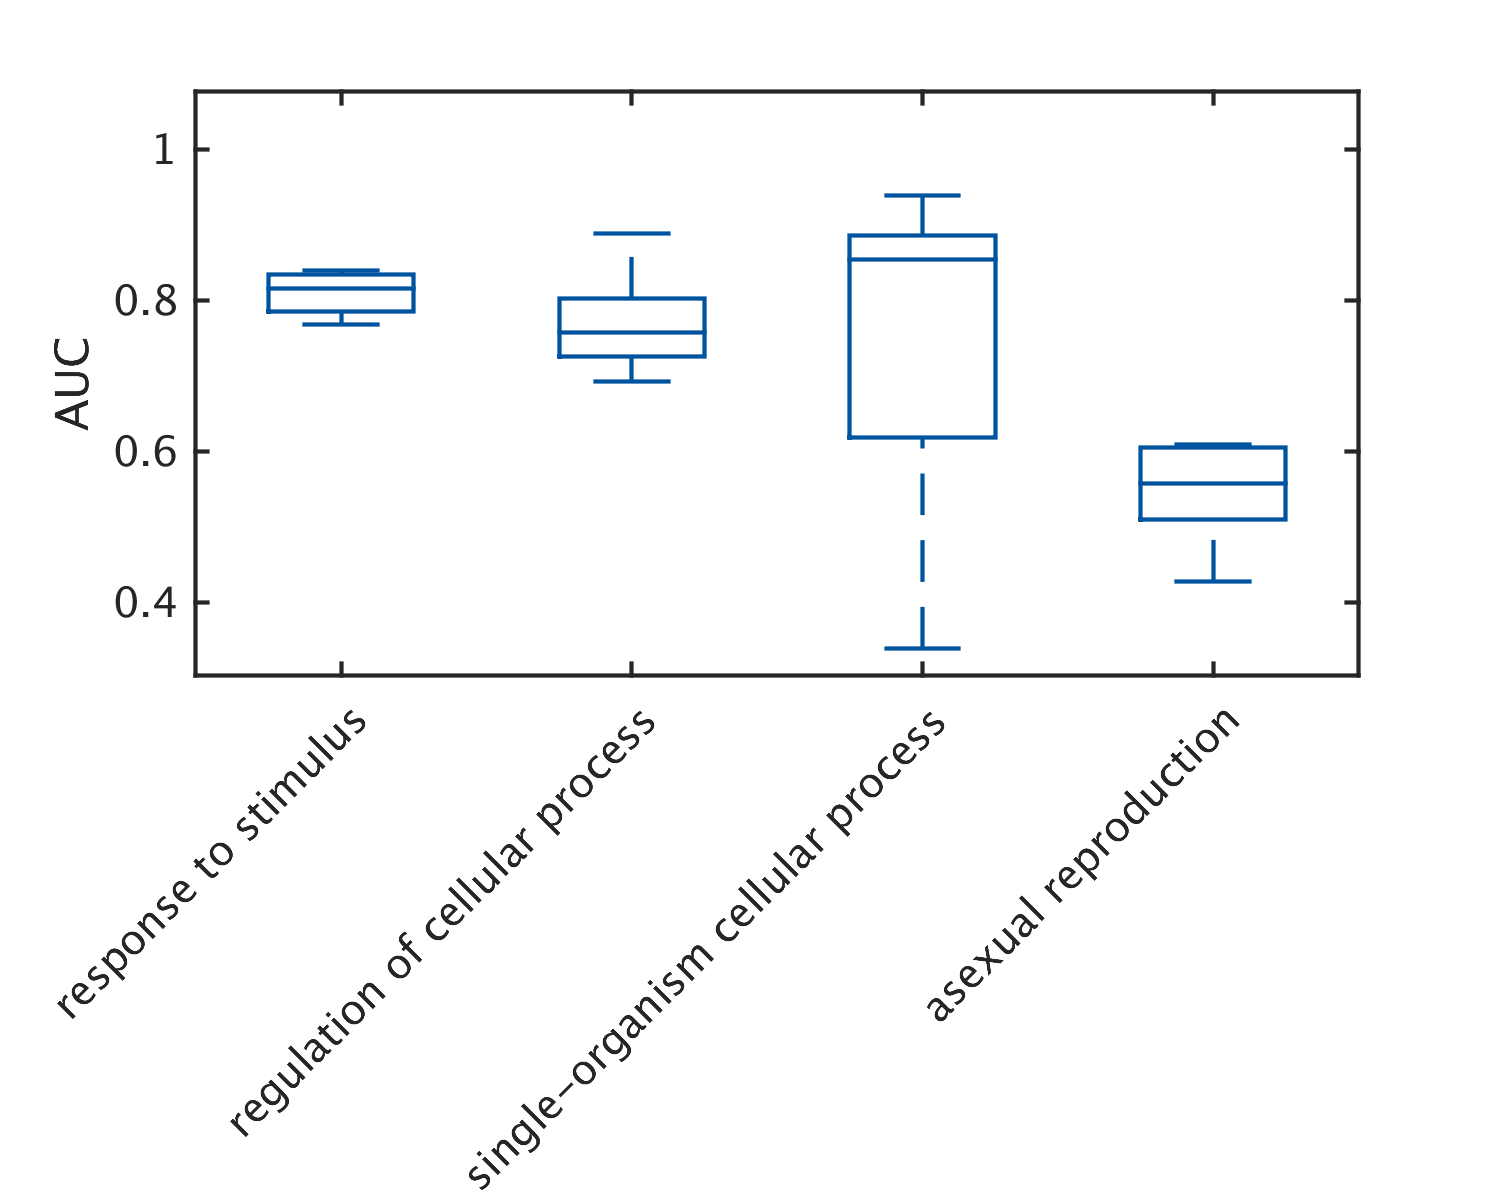 1
0.8
0.6
0.4
AUC
response to stimulus
regulation of cellular process
single−organism cellular process
asexual reproduction